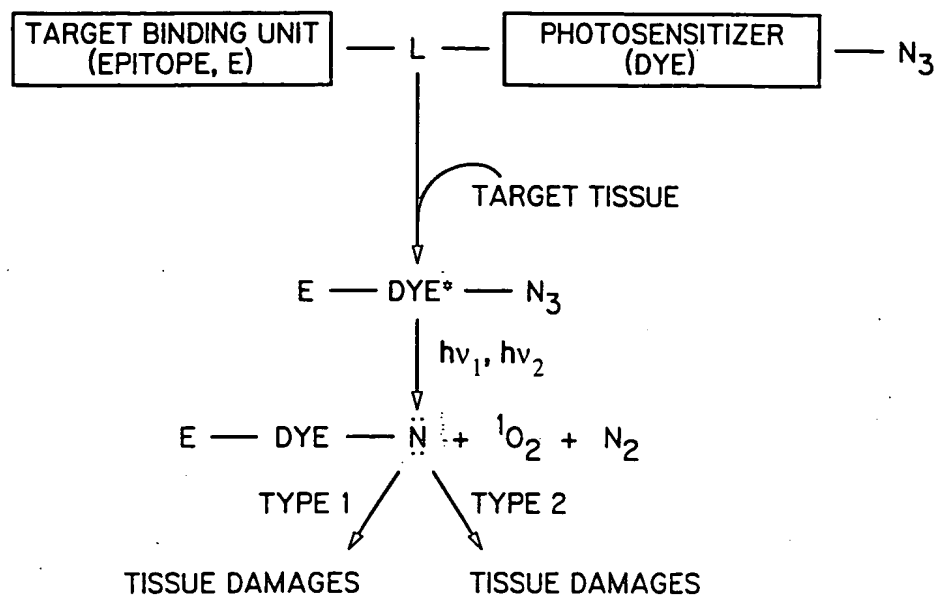 TARGET BINDING UNIT
(EPITOPE, E) — L — PHOTOSENSITIZER
(DYE) — N₃
TARGET TISSUE
E — DYE* — N₃
hν₁, hν₂
E — DYE — N̈ + ¹O₂ + N₂
TYPE 1 TYPE 2
TISSUE DAMAGES TISSUE DAMAGES